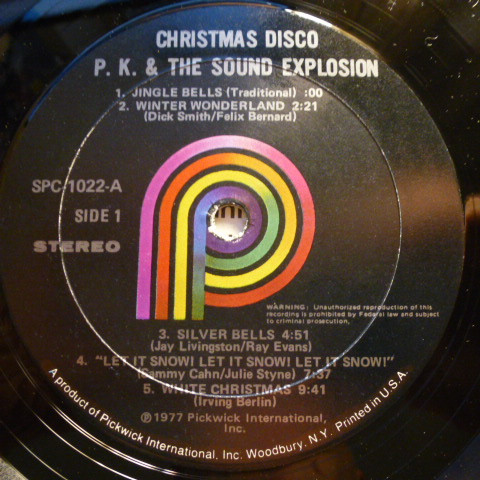 CHRISTMAS DISCO
P. K. & THE SOUND EXPLOSION
1. JINGLE BELLS (Traditional) :00
2. WINTER WONDERLAND 2:21
(Dick Smith/Felix Bernard)
SPC-1022-A
SIDE 1
STEREO
WARNING: Unauthorized reproduction of this
recording is prohibited by Federal law and subject
to criminal prosecution.
3. SILVER BELLS 4:51
(Jay Livingston/Ray Evans)
4. "LET IT SNOW! LET IT SNOW! LET IT SNOW!"
(Sammy Cahn/Julie Styne) 7:37
5. WHITE CHRISTMAS 9:41
(Irving Berlin)
℗1977 Pickwick International,
Inc.
A product of Pickwick International, Inc. Woodbury, N.Y. Printed in U.S.A.